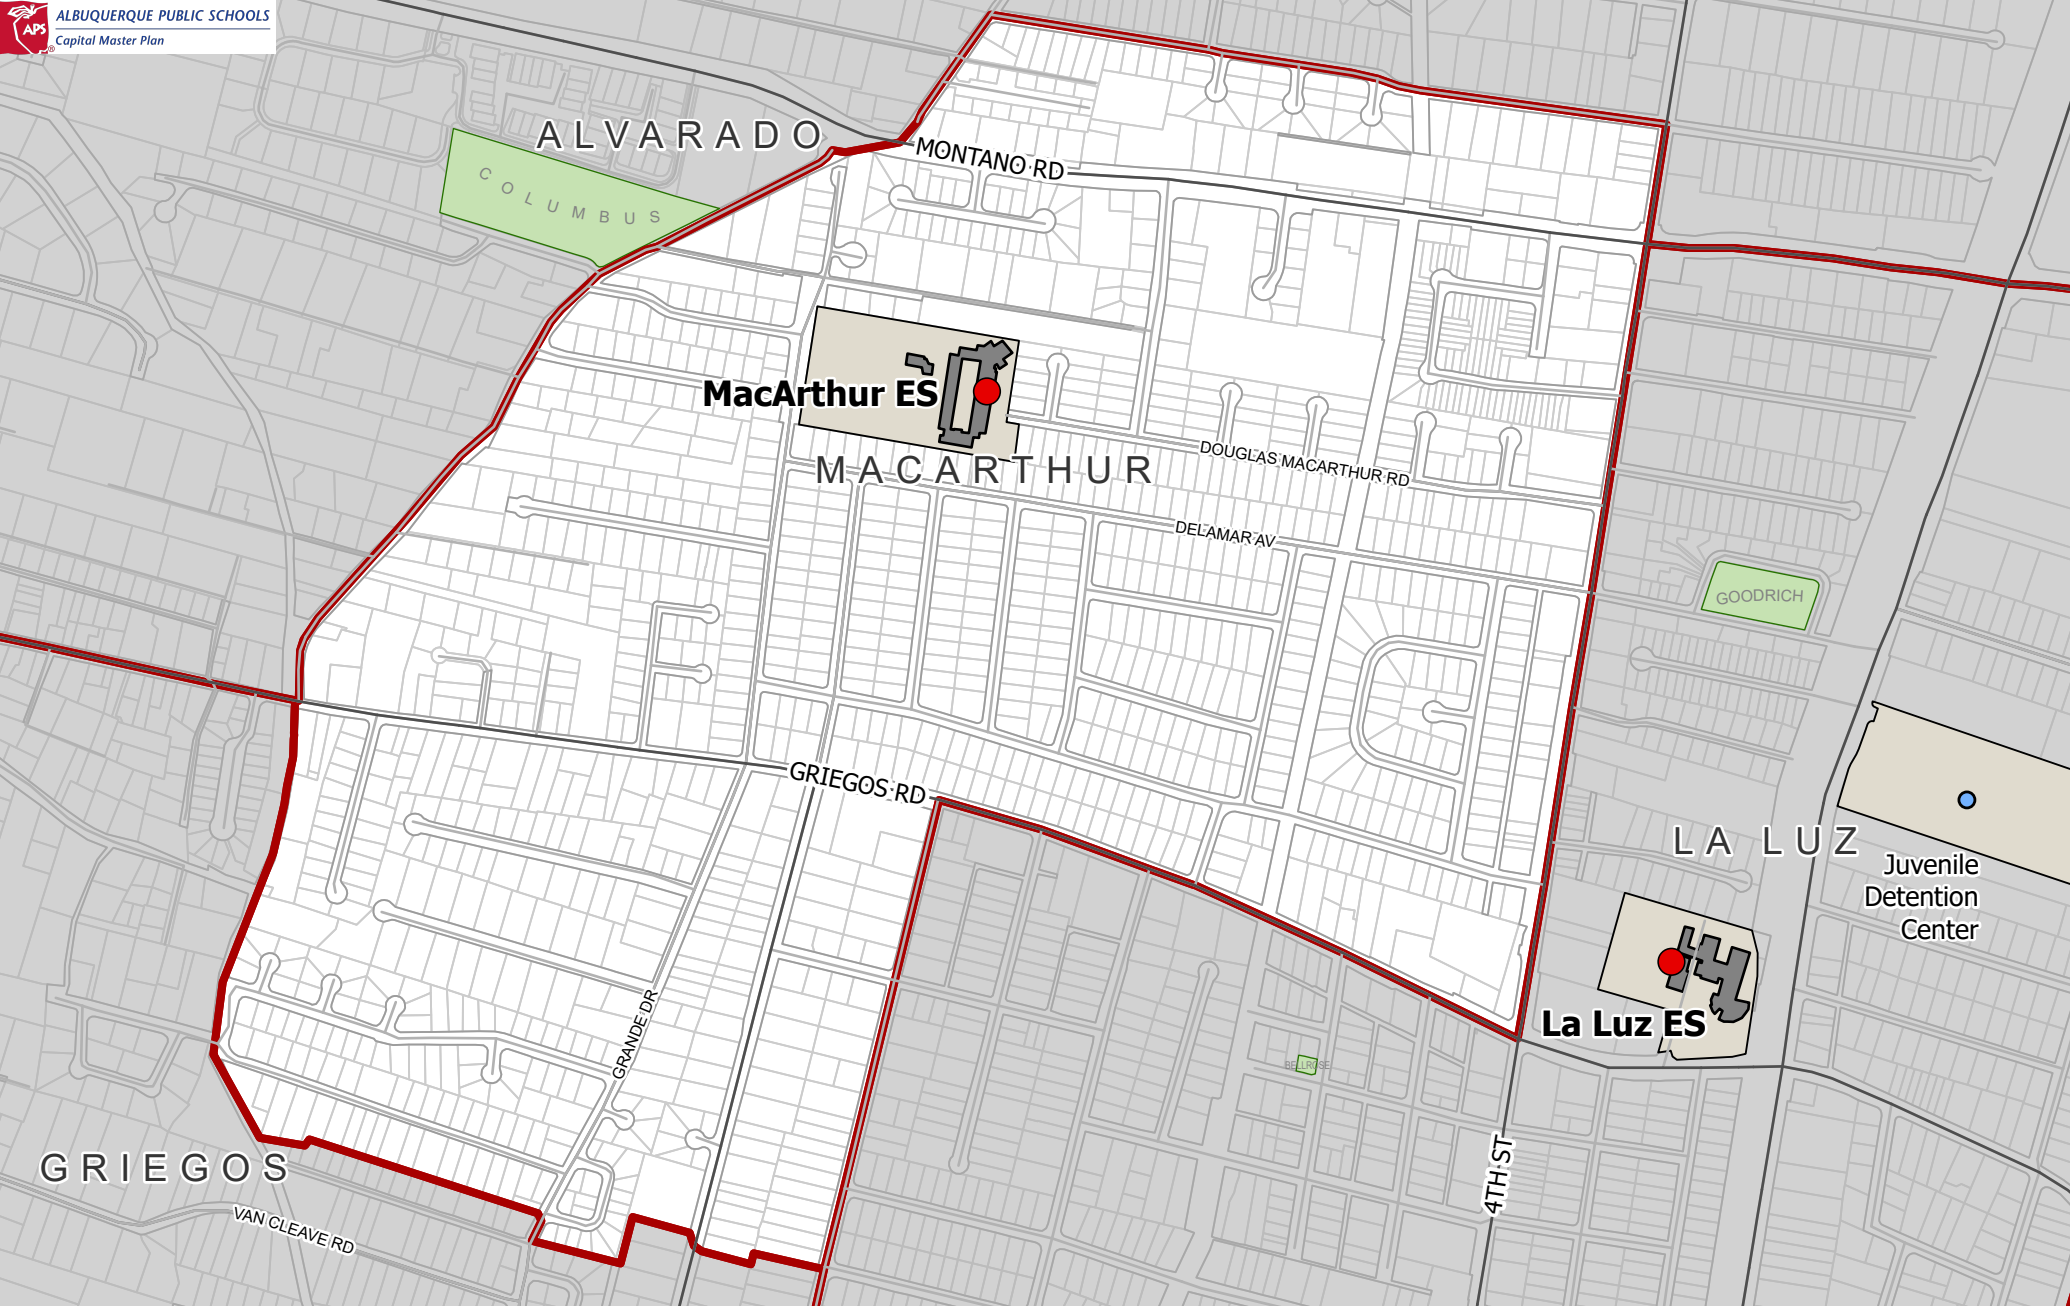 ALBUQUERQUE PUBLIC SCHOOLS
APS
®
Capital Master Plan
ALVARADO
MONTANO RD
COLUMBUS
MacArthur ES
MACARTHUR
DOUGLAS MACARTHUR RD
DELAMAR AV
GOODRICH
GRIEGOS RD
LA LUZ
Juvenile
Detention
Center
GRANDE DR
La Luz ES
BELLROSE
GRIEGOS
4TH ST
VAN CLEAVE RD